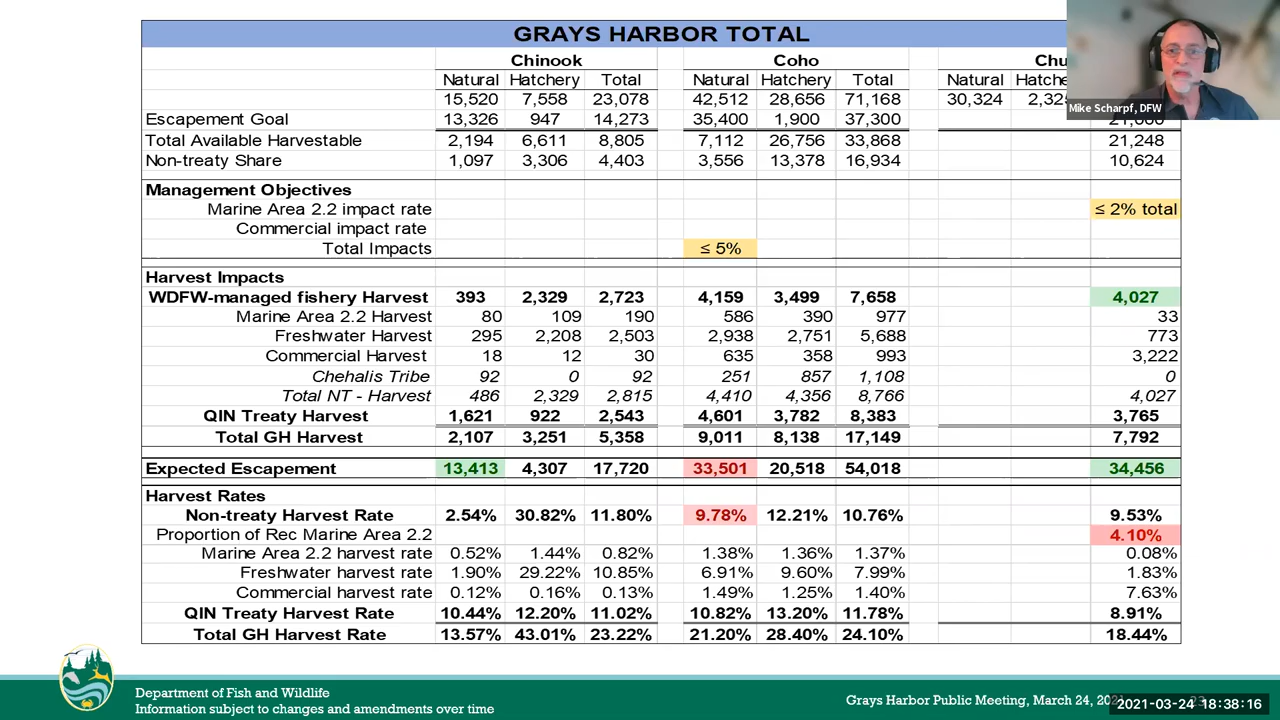 GRAYS HARBOR TOTAL
Chinook Coho
Natural Hatchery Total Natural Hatchery Total Natural
15,520 7,558 23,078 42,512 28,656 71,168 30,324
Escapement Goal 13,326 947 14,273 35,400 1,900 37,300
Total Available Harvestable 2,194 6,611 8,805 7,112 26,756 33,868 21,248
Non-treaty Share 1,097 3,306 4,403 3,556 13,378 16,934 10,624
Management Objectives
Marine Area 2.2 impact rate ≤ 2% total
Commercial impact rate
Total Impacts ≤ 5%
Harvest Impacts
WDFW-managed fishery Harvest 393 2,329 2,723 4,159 3,499 7,658 4,027
Marine Area 2.2 Harvest 80 109 190 586 390 977 33
Freshwater Harvest 295 2,208 2,503 2,938 2,751 5,688 773
Commercial Harvest 18 12 30 635 358 993 3,222
Chehalis Tribe 92 0 92 251 857 1,108 0
Total NT - Harvest 486 2,329 2,815 4,410 4,356 8,766 4,027
QIN Treaty Harvest 1,621 922 2,543 4,601 3,782 8,383 3,765
Total GH Harvest 2,107 3,251 5,358 9,011 8,138 17,149 7,792
Expected Escapement 13,413 4,307 17,720 33,501 20,518 54,018 34,456
Harvest Rates
Non-treaty Harvest Rate 2.54% 30.82% 11.80% 9.78% 12.21% 10.76% 9.53%
Proportion of Rec Marine Area 2.2 4.10%
Marine Area 2.2 harvest rate 0.52% 1.44% 0.82% 1.38% 1.36% 1.37% 0.08%
Freshwater harvest rate 1.90% 29.22% 10.85% 6.91% 9.60% 7.99% 1.83%
Commercial harvest rate 0.12% 0.16% 0.13% 1.49% 1.25% 1.40% 7.63%
QIN Treaty Harvest Rate 10.44% 12.20% 11.02% 10.82% 13.20% 11.78% 8.91%
Total GH Harvest Rate 13.57% 43.01% 23.22% 21.20% 28.40% 24.10% 18.44%
Mike Scharpf, DFW
Department of Fish and Wildlife
Information subject to changes and amendments over time
Grays Harbor Public Meeting, March 24,
2021-03-24 18:38:16